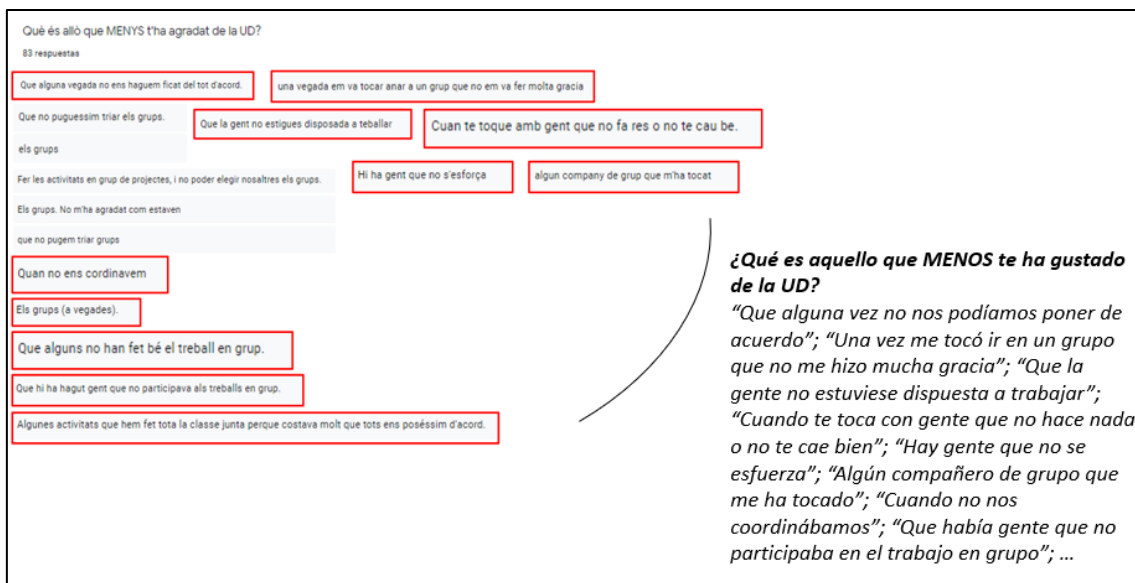 Què és allò que MENYS t'ha agradat de la UD?
83 respuestas
Que alguna vegada no ens haguem ficat del tot d'acord.
una vegada em va tocar anar a un grup que no em va fer molta gracia
Que no puguessim triar els grups.
Que la gent no estigues disposada a teballar
Cuan te toque amb gent que no fa res o no te cau be.
els grups
Fer les activitats en grup de projectes, i no poder elegir nosaltres els grups.
Hi ha gent que no s'esforça
algun company de grup que m'ha tocat
Els grups. No m'ha agradat com estaven
que no pugem triar grups
Quan no ens cordinavem
Els grups (a vegades).
Que alguns no han fet bé el treball en grup.
Que hi ha hagut gent que no participava als treballs en grup.
Algunes activitats que hem fet tota la classe junta perque costava molt que tots ens poséssim d'acord.
¿Qué es aquello que MENOS te ha gustado
de la UD?
“Que alguna vez no nos podíamos poner de
acuerdo”; “Una vez me tocó ir en un grupo
que no me hizo mucha gracia”; “Que la
gente no estuviese dispuesta a trabajar”;
“Cuando te toca con gente que no hace nada
o no te cae bien”; “Hay gente que no se
esfuerza”; “Algún compañero de grupo que
me ha tocado”; “Cuando no nos
coordinábamos”; “Que había gente que no
participaba en el trabajo en grupo”; ...